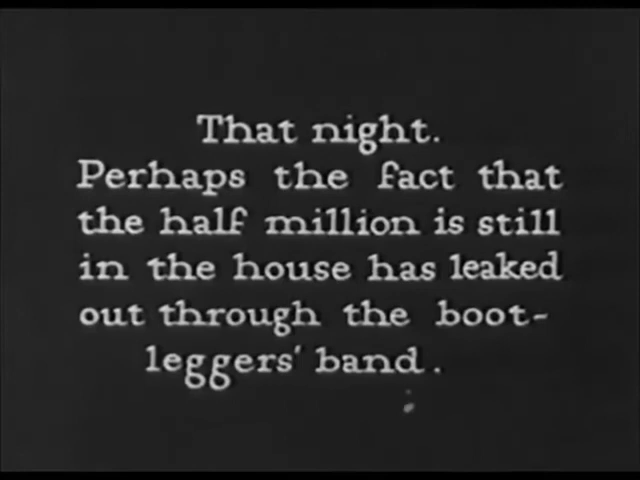 That night.
Perhaps the fact that
the half million is still
in the house has leaked
out through the boot-
leggers' band.